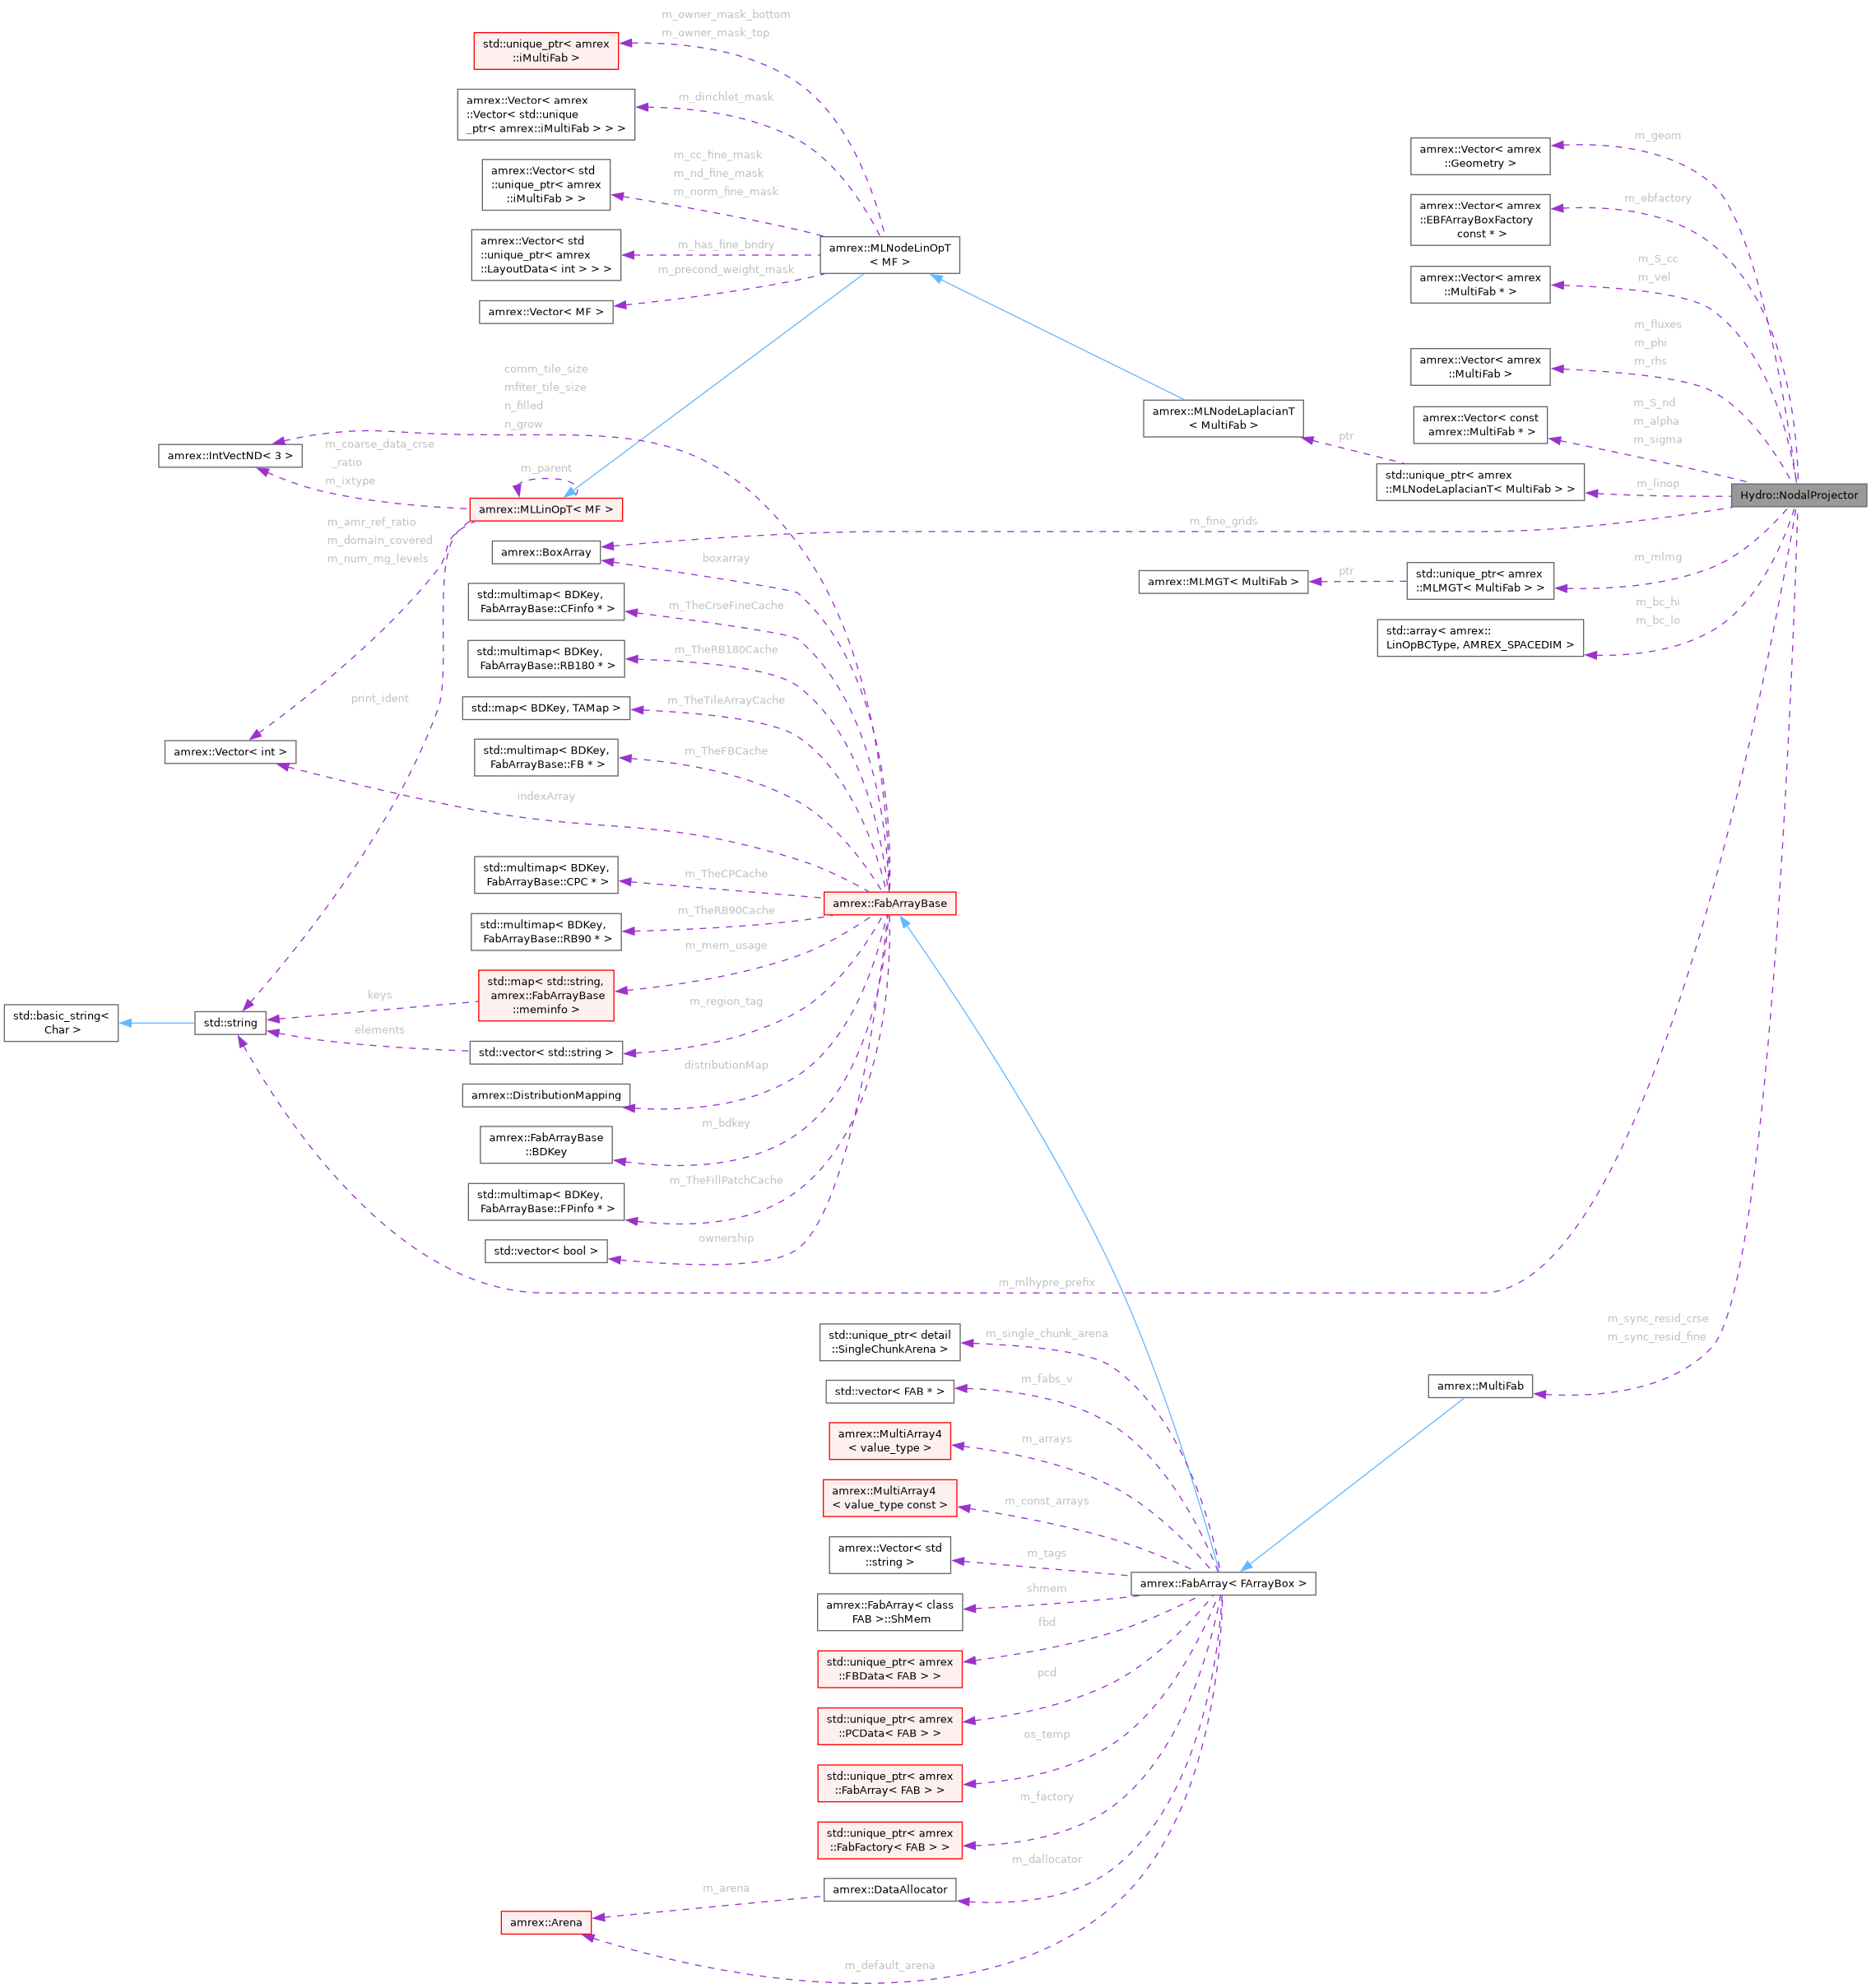 m_owner_mask_bottom
m_owner_mask_top
std::unique_ptr< amrex
::iMultiFab >
m_dirichlet_mask
amrex::Vector< amrex
::Vector< std::unique
_ptr< amrex::iMultiFab > > >
m_cc_fine_mask
m_nd_fine_mask
m_norm_fine_mask
amrex::Vector< std
::unique_ptr< amrex
::iMultiFab > >
m_has_fine_bndry
amrex::Vector< std
::unique_ptr< amrex
::LayoutData< int > > >
m_precond_weight_mask
amrex::Vector< MF >
amrex::MLNodeLinOpT
< MF >
m_geom
amrex::Vector< amrex
::Geometry >
m_ebfactory
amrex::Vector< amrex
::EBFArrayBoxFactory
const * >
m_S_cc
m_vel
amrex::Vector< amrex
::MultiFab * >
m_fluxes
m_phi
m_rhs
amrex::Vector< amrex
::MultiFab >
m_S_nd
m_alpha
m_sigma
amrex::Vector< const
amrex::MultiFab * >
amrex::MLNodeLaplacianT
< MultiFab >
ptr
std::unique_ptr< amrex
::MLNodeLaplacianT< MultiFab > >
m_linop
Hydro::NodalProjector
comm_tile_size
mfiter_tile_size
n_filled
n_grow
amrex::IntVectND< 3 >
m_coarse_data_crse
_ratio
m_ixtype
m_parent
amrex::MLLinOpT< MF >
m_amr_ref_ratio
m_domain_covered
m_num_mg_levels
m_fine_grids
amrex::BoxArray
boxarray
amrex::MLMGT< MultiFab >
ptr
std::unique_ptr< amrex
::MLMGT< MultiFab > >
m_mlmg
m_bc_hi
m_bc_lo
std::array< amrex::
LinOpBCType, AMREX_SPACEDIM >
std::multimap< BDKey,
FabArrayBase::CFinfo * >
m_TheCrseFineCache
std::multimap< BDKey,
FabArrayBase::RB180 * >
m_TheRB180Cache
print_ident
std::map< BDKey, TAMap >
m_TheTileArrayCache
amrex::Vector< int >
std::multimap< BDKey,
FabArrayBase::FB * >
m_TheFBCache
indexArray
std::multimap< BDKey,
FabArrayBase::CPC * >
m_TheCPCache
amrex::FabArrayBase
std::multimap< BDKey,
FabArrayBase::RB90 * >
m_TheRB90Cache
m_mem_usage
std::map< std::string,
amrex::FabArrayBase
::meminfo >
keys
m_region_tag
std::basic_string<
Char >
std::string
elements
std::vector< std::string >
distributionMap
amrex::DistributionMapping
m_bdkey
amrex::FabArrayBase
::BDKey
m_TheFillPatchCache
std::multimap< BDKey,
FabArrayBase::FPinfo * >
ownership
std::vector< bool >
m_mlhypre_prefix
m_sync_resid_crse
m_sync_resid_fine
amrex::MultiFab
std::unique_ptr< detail
::SingleChunkArena >
m_single_chunk_arena
m_fabs_v
std::vector< FAB * >
amrex::MultiArray4
< value_type >
m_arrays
amrex::MultiArray4
< value_type const >
m_const_arrays
amrex::Vector< std
::string >
m_tags
amrex::FabArray< FArrayBox >
shmem
amrex::FabArray< class
FAB >::ShMem
fbd
std::unique_ptr< amrex
::FBData< FAB > >
pcd
std::unique_ptr< amrex
::PCData< FAB > >
os_temp
std::unique_ptr< amrex
::FabArray< FAB > >
m_factory
std::unique_ptr< amrex
::FabFactory< FAB > >
m_dallocator
amrex::DataAllocator
m_arena
amrex::Arena
m_default_arena